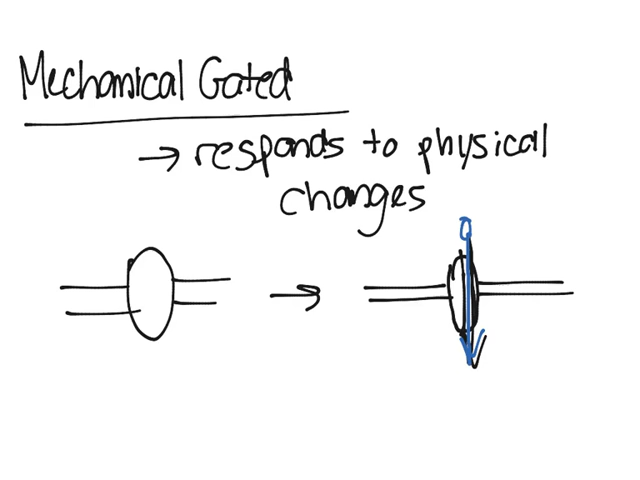 Mechanical Gated
→ responds to physical
changes